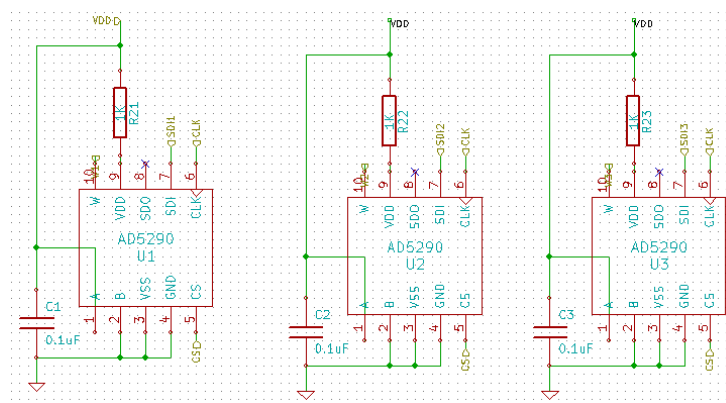 VDD
VDD
VDD
1K
R21
1K
R22
1K
R23
SDI1
CLK
SDI2
CLK
SDI3
CLK
10
9
8
7
6
10
9
8
7
6
10
9
8
7
6
W
VDD
SDO
SDI
CLK
W
VDD
SDO
SDI
CLK
W
VDD
SDO
SDI
CLK
AD5290
U1
AD5290
U2
AD5290
U3
A
B
VSS
GND
CS
A
B
VSS
GND
CS
A
B
VSS
GND
CS
C1
0.1uF
C2
0.1uF
C3
0.1uF
1
2
3
4
5
1
2
3
4
5
1
2
3
4
5
CS
CS
CS